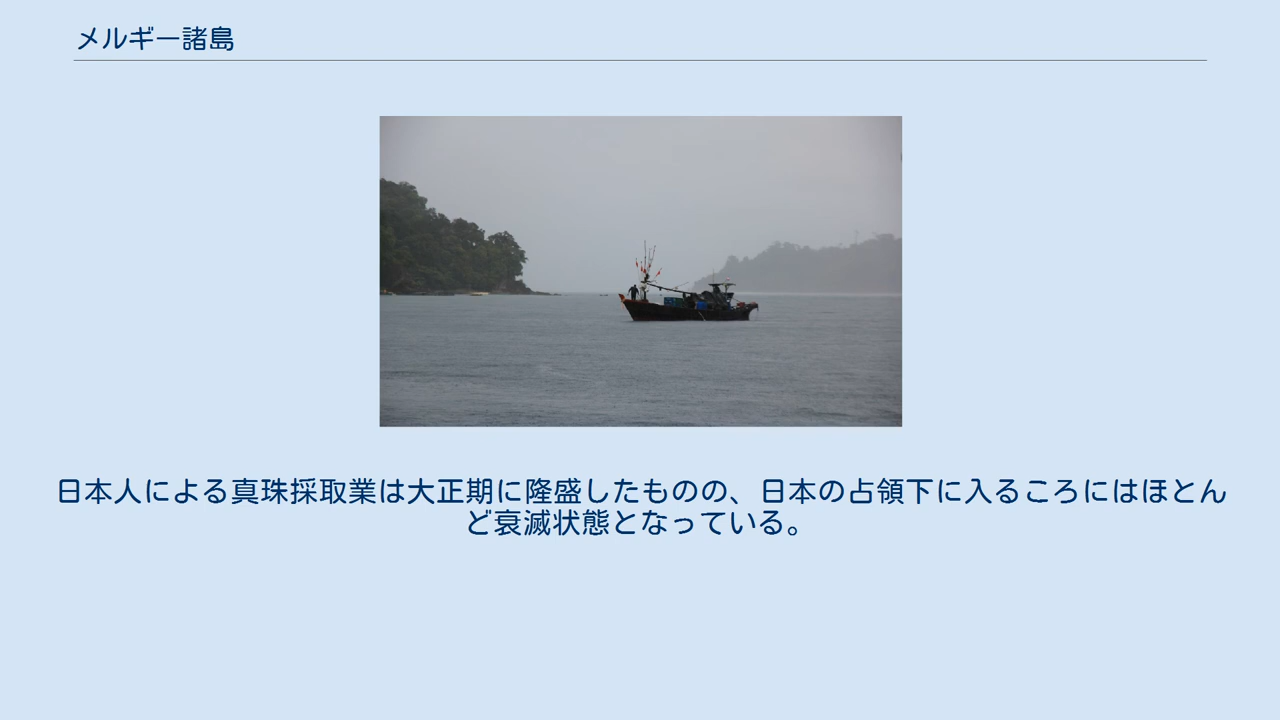 メルギー諸島
日本人による真珠採取業は大正期に隆盛したものの、日本の占領下に入るころにはほとん
ど衰滅状態となっている。